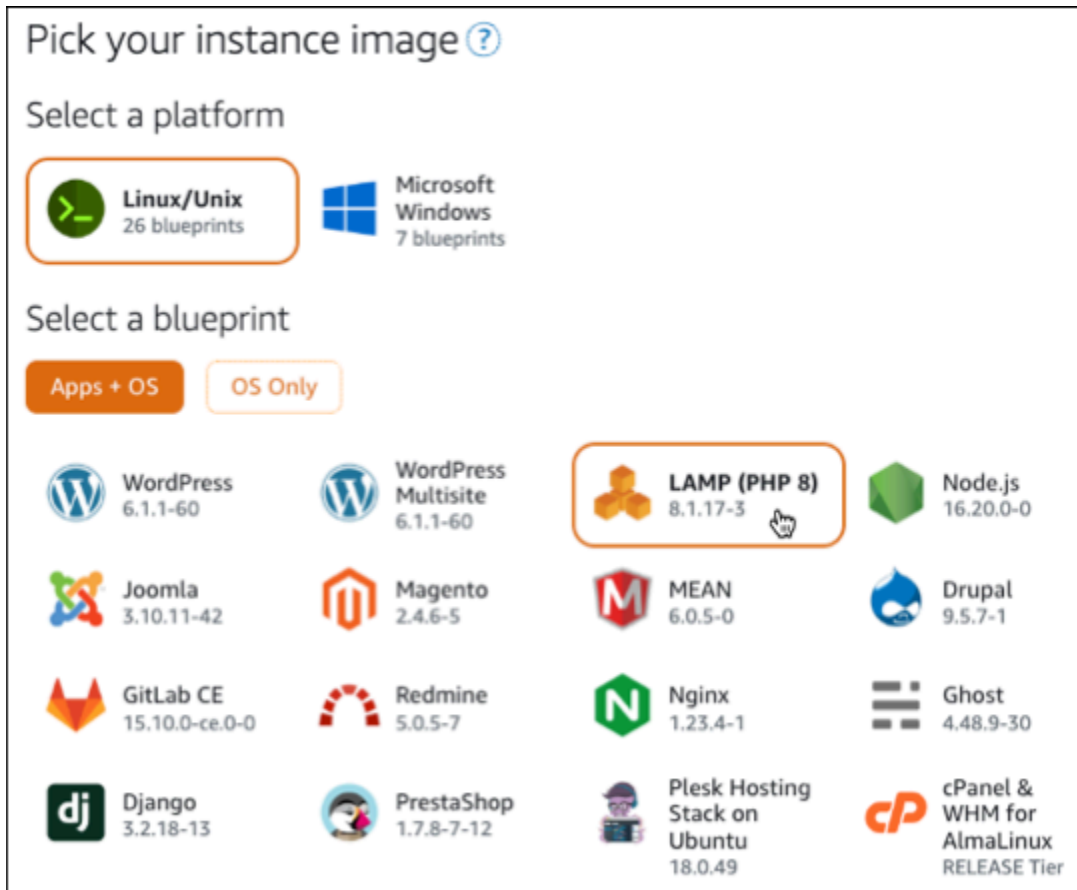 Pick your instance image ?
Select a platform
Linux/Unix
26 blueprints
Microsoft
Windows
7 blueprints
Select a blueprint
Apps + OS
OS Only
WordPress
6.1.1-60
WordPress
Multisite
6.1.1-60
LAMP (PHP 8)
8.1.17-3
Node.js
16.20.0-0
Joomla
3.10.11-42
Magento
2.4.6-5
MEAN
6.0.5-0
Drupal
9.5.7-1
GitLab CE
15.10.0-ce.0-0
Redmine
5.0.5-7
Nginx
1.23.4-1
Ghost
4.48.9-30
dj
Django
3.2.18-13
PrestaShop
1.7.8-7-12
Plesk Hosting
Stack on
Ubuntu
18.0.49
cP
cPanel &
WHM for
AlmaLinux
RELEASE Tier